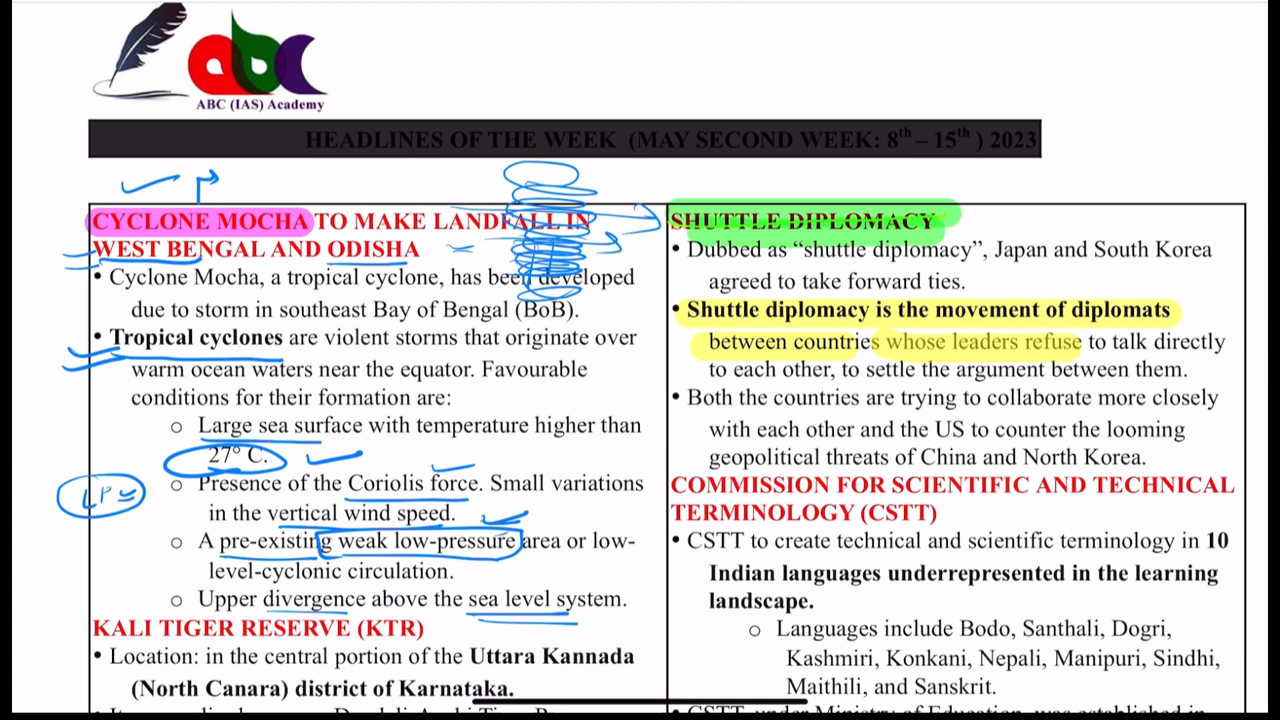 abc
ABC (IAS) Academy
HEADLINES OF THE WEEK (MAY SECOND WEEK: 8th – 15th ) 2023
CYCLONE MOCHA TO MAKE LANDFALL IN
WEST BENGAL AND ODISHA
• Cyclone Mocha, a tropical cyclone, has been developed
due to storm in southeast Bay of Bengal (BoB).
• Tropical cyclones are violent storms that originate over
warm ocean waters near the equator. Favourable
conditions for their formation are:
o Large sea surface with temperature higher than
27° C.
LP
o Presence of the Coriolis force. Small variations
in the vertical wind speed.
o A pre-existing weak low-pressure area or low-
level-cyclonic circulation.
o Upper divergence above the sea level system.
KALI TIGER RESERVE (KTR)
• Location: in the central portion of the Uttara Kannada
(North Canara) district of Karnataka.
SHUTTLE DIPLOMACY
• Dubbed as “shuttle diplomacy”, Japan and South Korea
agreed to take forward ties.
• Shuttle diplomacy is the movement of diplomats
between countries whose leaders refuse to talk directly
to each other, to settle the argument between them.
• Both the countries are trying to collaborate more closely
with each other and the US to counter the looming
geopolitical threats of China and North Korea.
COMMISSION FOR SCIENTIFIC AND TECHNICAL
TERMINOLOGY (CSTT)
• CSTT to create technical and scientific terminology in 10
Indian languages underrepresented in the learning
landscape.
o Languages include Bodo, Santhali, Dogri,
Kashmiri, Konkani, Nepali, Manipuri, Sindhi,
Maithili, and Sanskrit.
• CSTT, under Ministry of Education, was established in